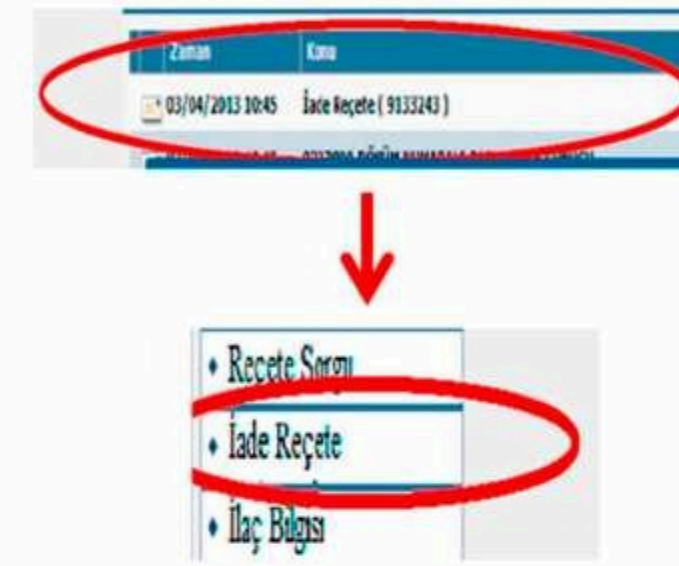 Zaman Konu
03/04/2013 10:45 İade Reçete ( 9133243 )
Reçete Sorgu
İade Reçete
İlaç Bilgisi